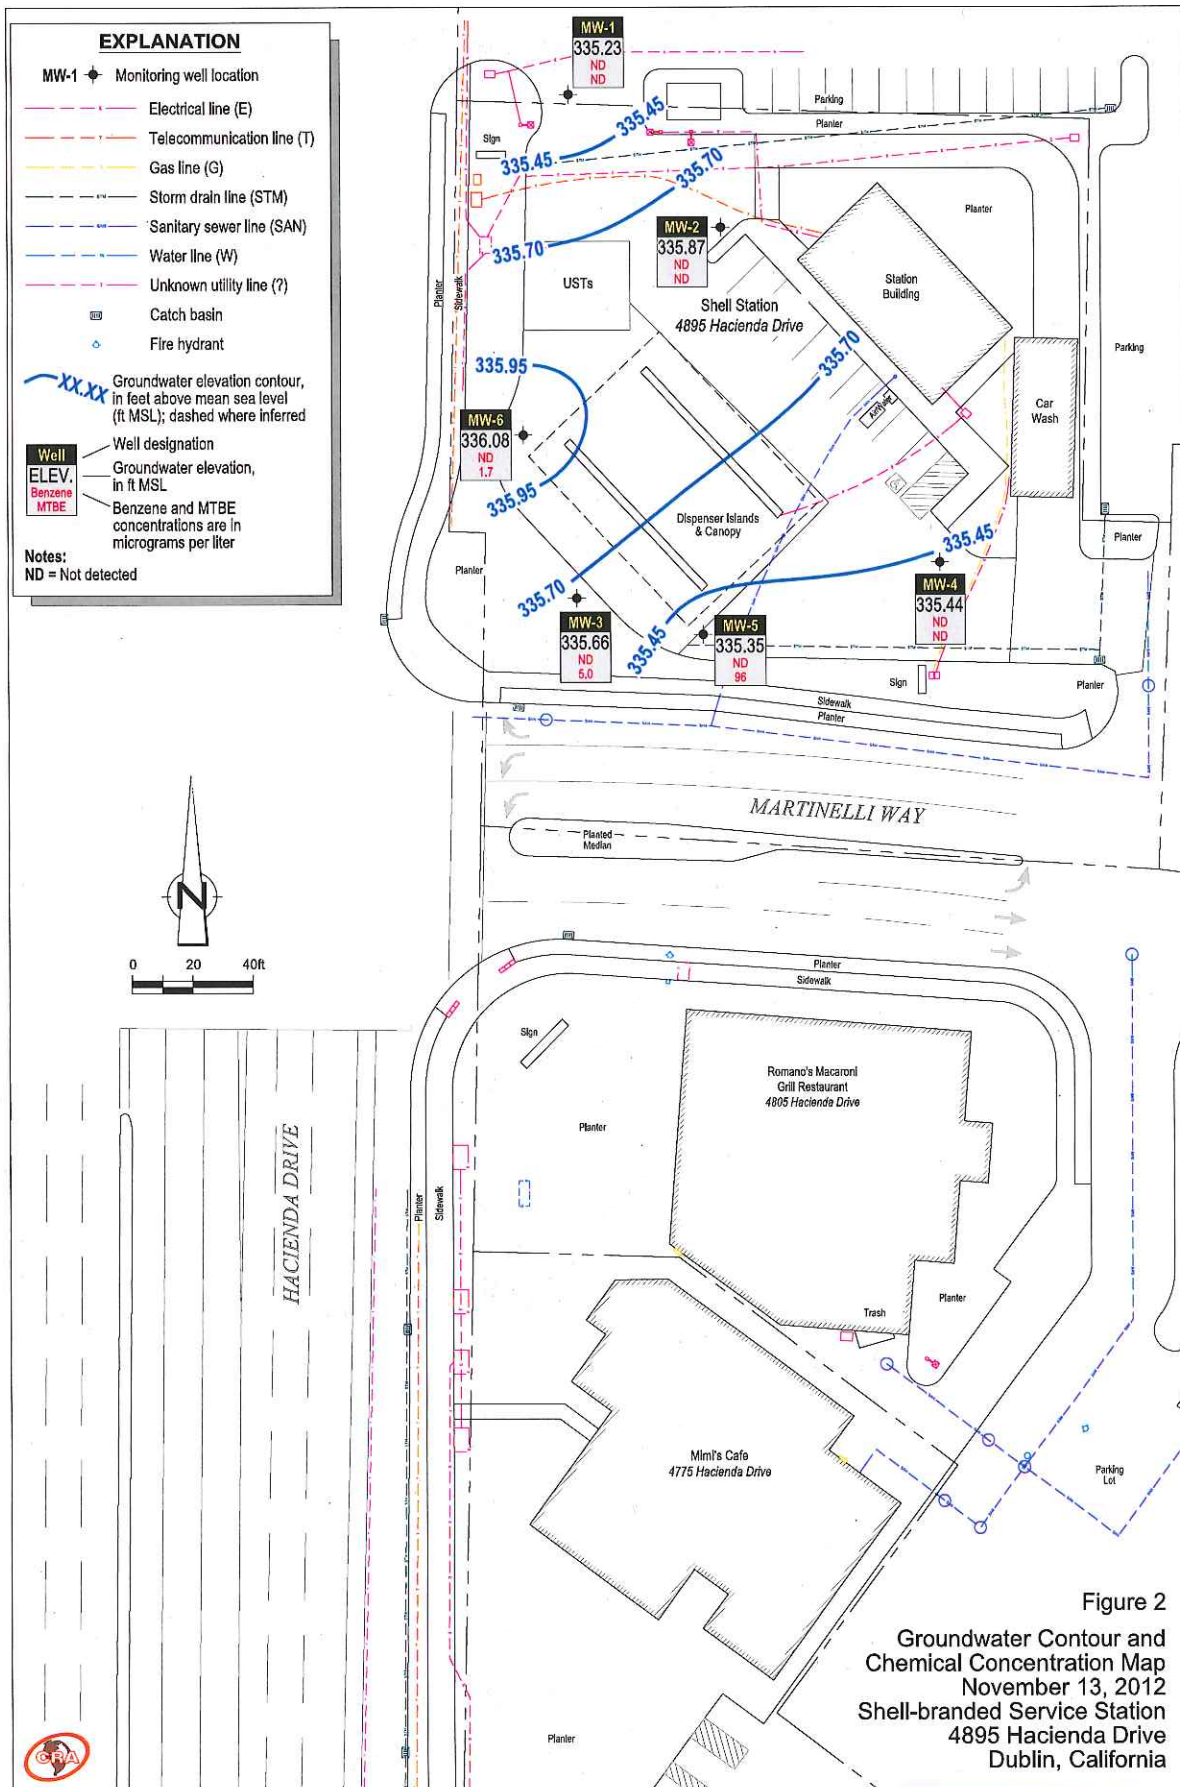 EXPLANATION
MW-1 Monitoring well location
Electrical line (E)
Telecommunication line (T)
Gas line (G)
Storm drain line (STM)
Sanitary sewer line (SAN)
Water line (W)
Unknown utility line (?)
Catch basin
Fire hydrant
XX.XX Groundwater elevation contour,
in feet above mean sea level
(ft MSL); dashed where inferred
Well
ELEV.
Benzene
MTBE
Well designation
Groundwater elevation,
in ft MSL
Benzene and MTBE
concentrations are in
micrograms per liter
Notes:
ND = Not detected
MW-1
335.23
ND
ND
Parking
Planter
Sign
335.45
335.45
335.70
335.70
MW-2
335.87
ND
ND
Planter
Station
Building
USTs
Shell Station
4895 Hacienda Drive
Planter
Sidewalk
Parking
335.95
335.70
Air/Water
Car
Wash
MW-6
336.08
ND
1.7
335.95
Dispenser Islands
& Canopy
335.45
Planter
Planter
335.70
MW-4
335.44
ND
ND
MW-3
335.66
ND
5.0
335.45
MW-5
335.35
ND
96
Sign
Planter
Sidewalk
Planter
MARTINELLI WAY
Planted
Median
N
0 20 40ft
Planter
Sidewalk
Sign
Romano's Macaroni
Grill Restaurant
4805 Hacienda Drive
Planter
HACIENDA DRIVE
Planter
Sidewalk
Trash
Planter
Mimi's Cafe
4775 Hacienda Drive
Parking
Lot
Planter
Figure 2
Groundwater Contour and
Chemical Concentration Map
November 13, 2012
Shell-branded Service Station
4895 Hacienda Drive
Dublin, California
CRA